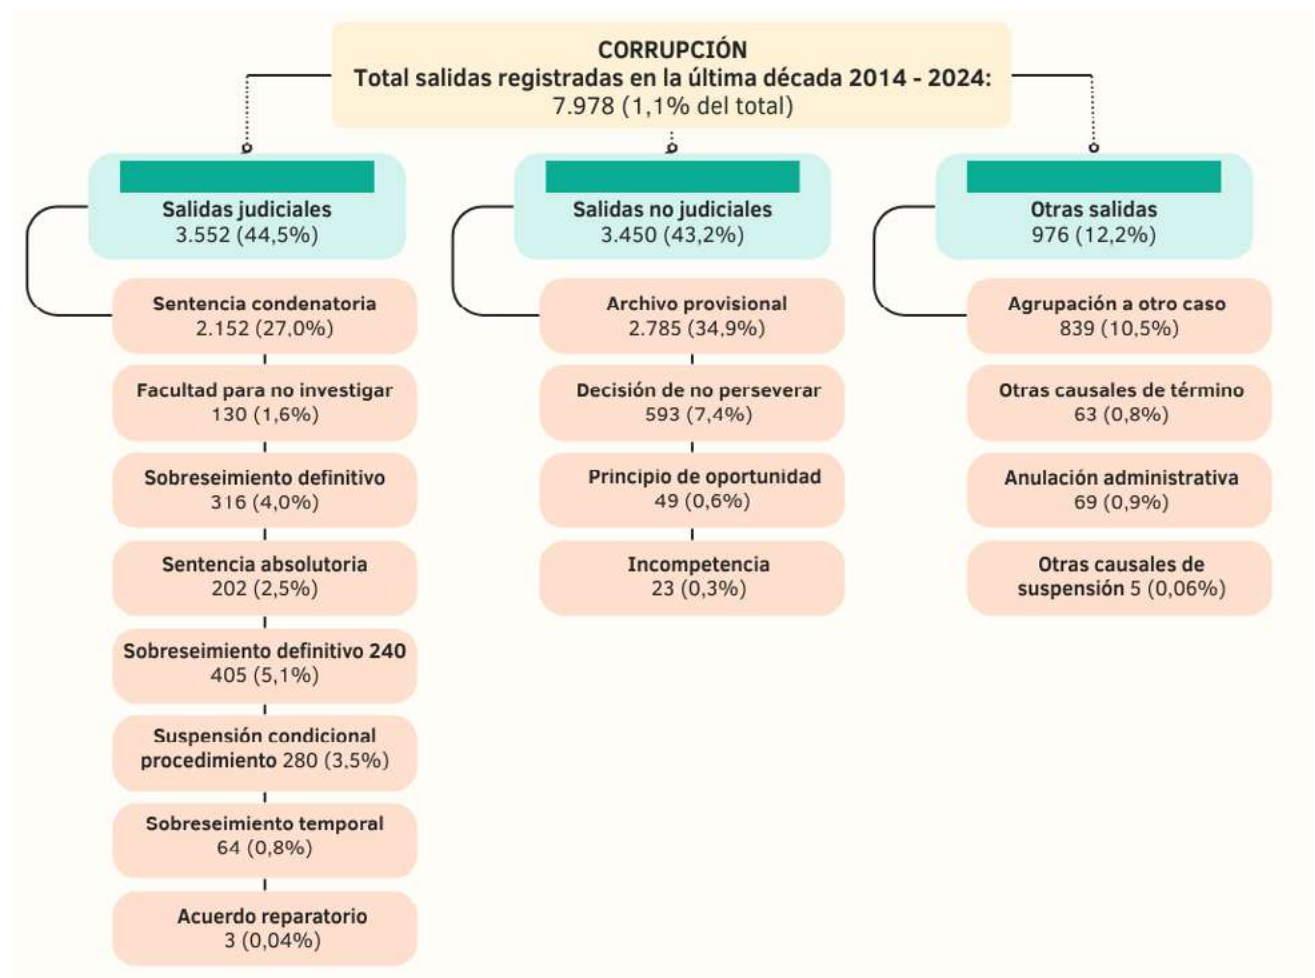 CORRUPCIÓN
Total salidas registradas en la última década 2014 - 2024:
7.978 (1,1% del total)
Salidas judiciales
3.552 (44,5%)
Sentencia condenatoria
2.152 (27,0%)
Facultad para no investigar
130 (1,6%)
Sobreseimiento definitivo
316 (4,0%)
Sentencia absolutoria
202 (2,5%)
Sobreseimiento definitivo 240
405 (5,1%)
Suspensión condicional
procedimiento 280 (3,5%)
Sobreseimiento temporal
64 (0,8%)
Acuerdo reparatorio
3 (0,04%)
Salidas no judiciales
3.450 (43,2%)
Archivo provisional
2.785 (34,9%)
Decisión de no perseverar
593 (7,4%)
Principio de oportunidad
49 (0,6%)
Incompetencia
23 (0,3%)
Otras salidas
976 (12,2%)
Agrupación a otro caso
839 (10,5%)
Otras causales de término
63 (0,8%)
Anulación administrativa
69 (0,9%)
Otras causales de
suspensión 5 (0,06%)